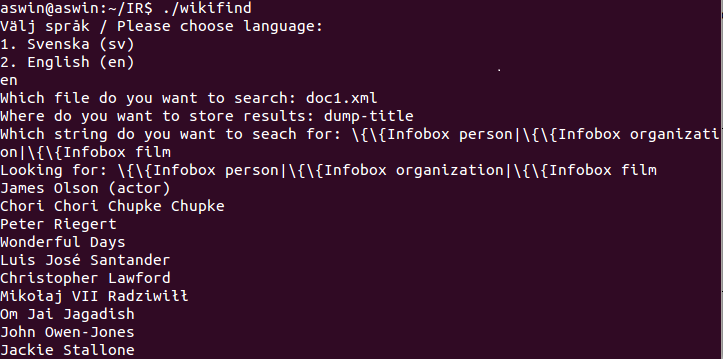 aswin@aswin:~/IR$ ./wikifind
Välj språk / Please choose language:
1. Svenska (sv)
2. English (en)
en
Which file do you want to search: doc1.xml
Where do you want to store results: dump-title
Which string do you want to seach for: \{\{Infobox person|\{\{Infobox organizati
on|\{\{Infobox film
Looking for: \{\{Infobox person|\{\{Infobox organization|\{\{Infobox film
James Olson (actor)
Chori Chori Chupke Chupke
Peter Riegert
Wonderful Days
Luis José Santander
Christopher Lawford
Mikołaj VII Radziwiłł
Om Jai Jagadish
John Owen-Jones
Jackie Stallone